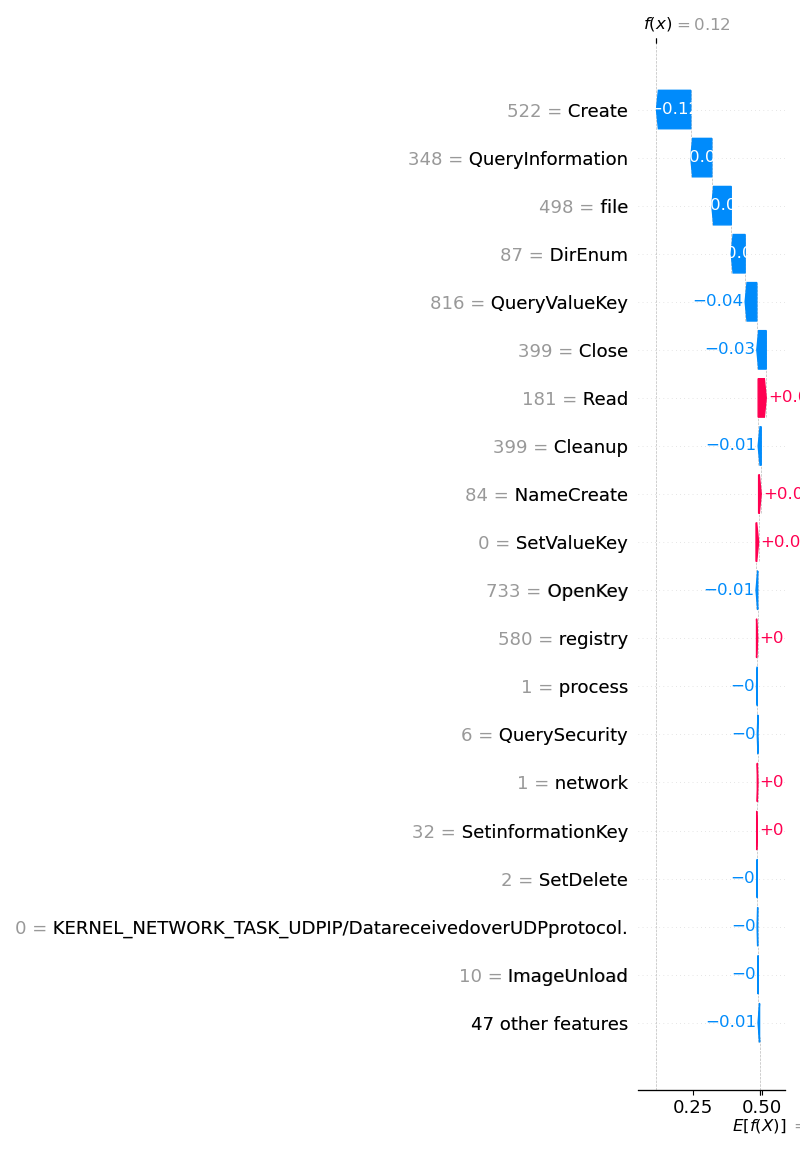 f(x) = 0.12
522 = Create
348 = QueryInformation
498 = file
87 = DirEnum
816 = QueryValueKey −0.04
399 = Close −0.03
181 = Read
399 = Cleanup −0.01
84 = NameCreate
0 = SetValueKey
733 = OpenKey −0.01
580 = registry +0
1 = process −0
6 = QuerySecurity −0
1 = network +0
32 = SetinformationKey +0
2 = SetDelete −0
0 = KERNEL_NETWORK_TASK_UDPIP/DatareceivedoverUDPprotocol. −0
10 = ImageUnload −0
47 other features −0.01
0.25 0.50
E[f(X)] =